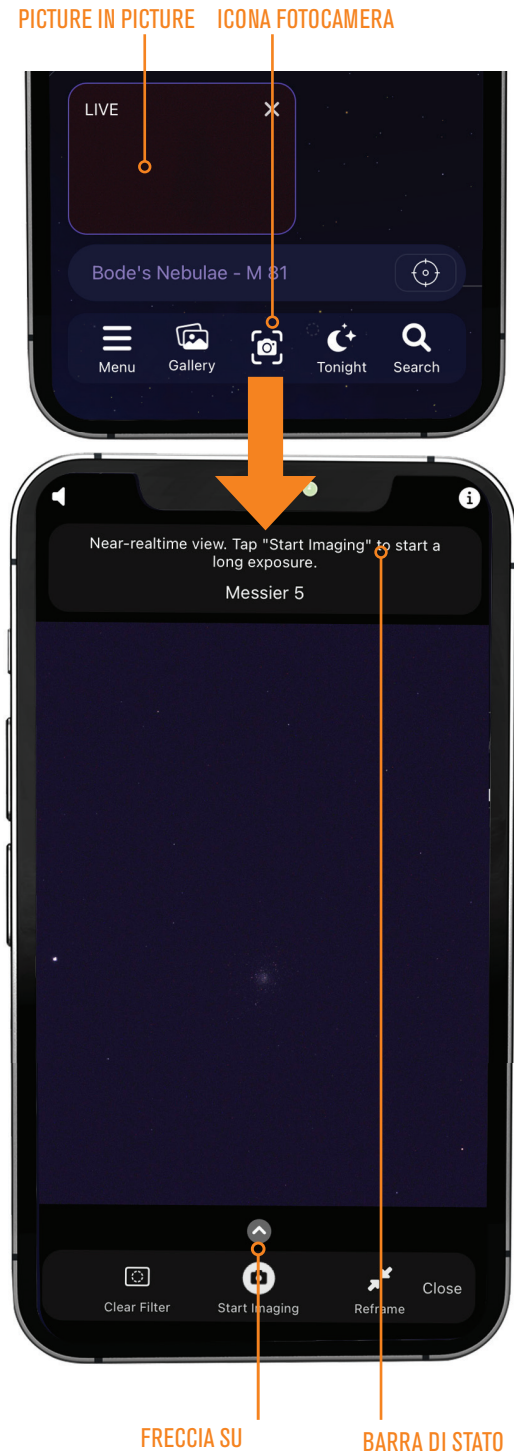 PICTURE IN PICTURE ICONA FOTOCAMERA
LIVE
Bode's Nebulae - M 81
Menu Gallery Tonight Search
Near-realtime view. Tap "Start Imaging" to start a
long exposure.
Messier 5
Clear Filter Start Imaging Reframe Close
FRECCIA SU BARRA DI STATO